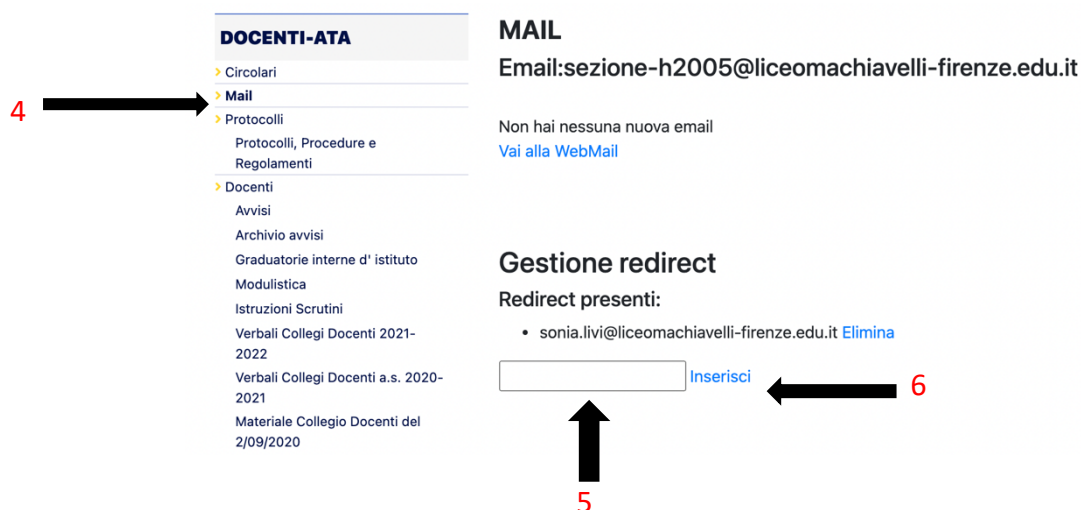 DOCENTI-ATA
Circolari
Mail
Protocolli
Protocolli, Procedure e
Regolamenti
Docenti
Avvisi
Archivio avvisi
Graduatorie interne d' istituto
Modulistica
Istruzioni Scrutini
Verbali Collegi Docenti 2021-
2022
Verbali Collegi Docenti a.s. 2020-
2021
Materiale Collegio Docenti del
2/09/2020
4
MAIL
Email:sezione-h2005@liceomachiavelli-firenze.edu.it
Non hai nessuna nuova email
Vai alla WebMail
Gestione redirect
Redirect presenti:
• sonia.livi@liceomachiavelli-firenze.edu.it Elimina
Inserisci
6
5